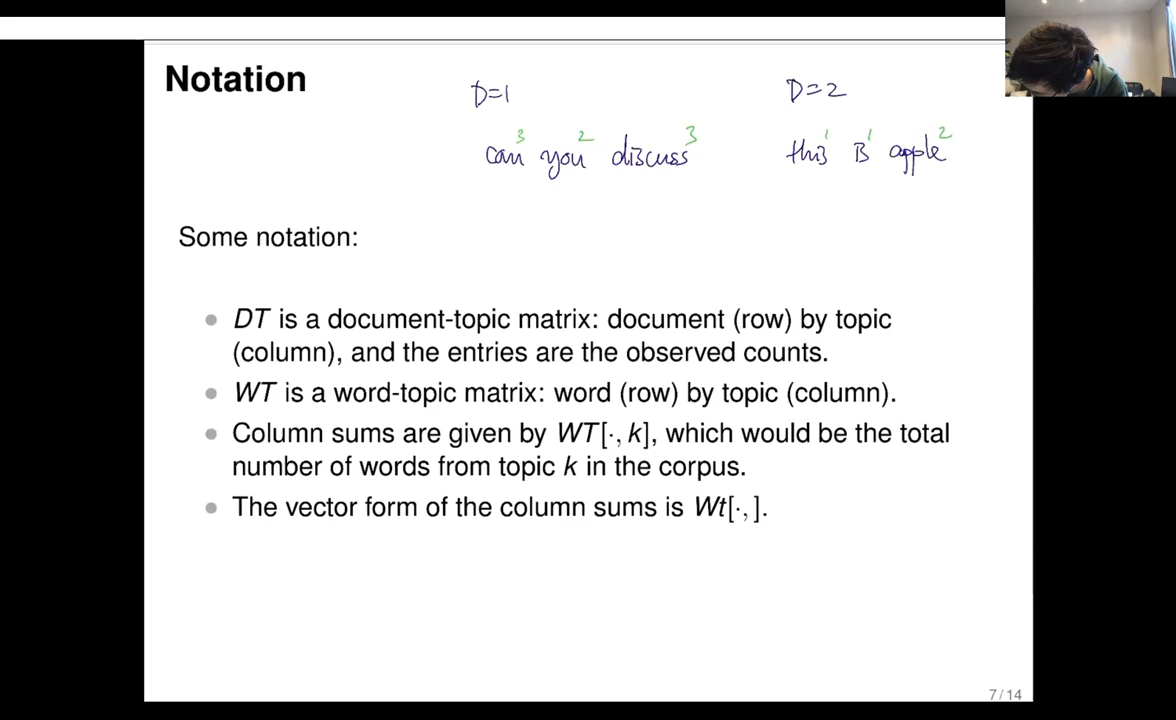 Notation
D=1 D=2
3 2 3 1 1 2
can you discuss this is apple
Some notation:
• DT is a document-topic matrix: document (row) by topic
(column), and the entries are the observed counts.
• WT is a word-topic matrix: word (row) by topic (column).
• Column sums are given by WT[·, k], which would be the total
number of words from topic k in the corpus.
• The vector form of the column sums is Wt[·, ].
7 / 14